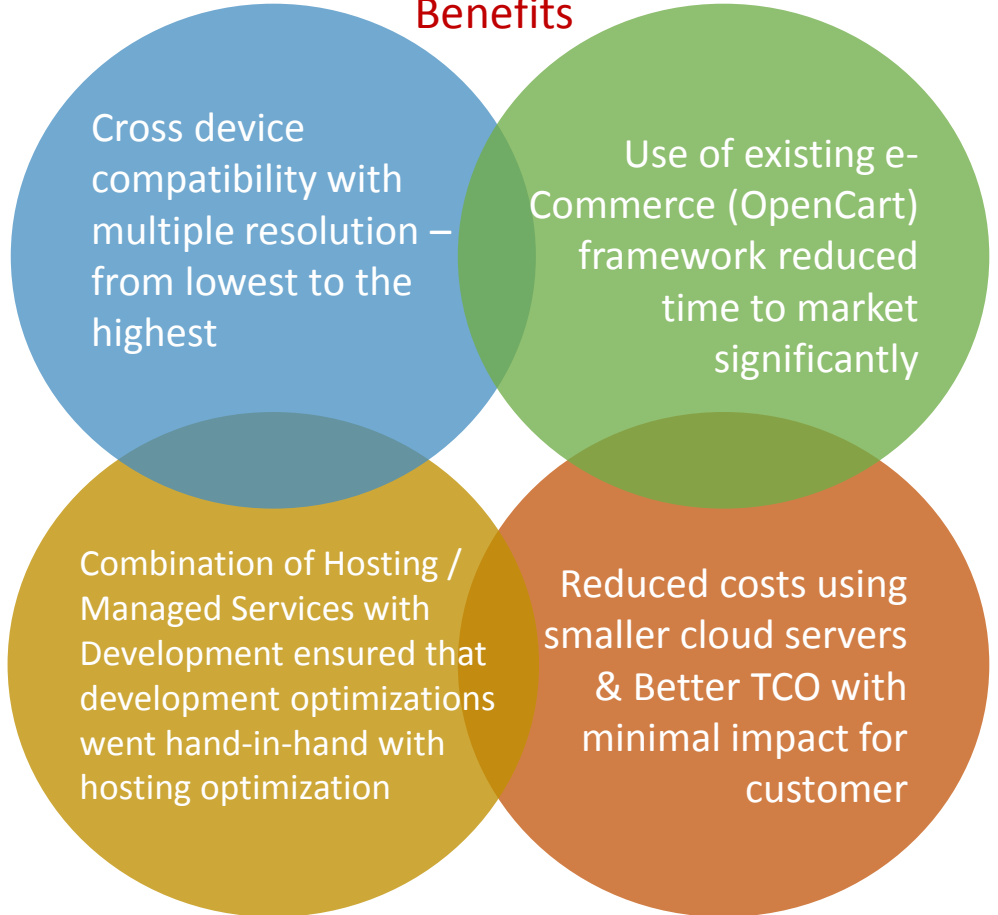 Benefits
Cross device
compatibility with
multiple resolution –
from lowest to the
highest
Use of existing e-
Commerce (OpenCart)
framework reduced
time to market
significantly
Combination of Hosting /
Managed Services with
Development ensured that
development optimizations
went hand-in-hand with
hosting optimization
Reduced costs using
smaller cloud servers
& Better TCO with
minimal impact for
customer